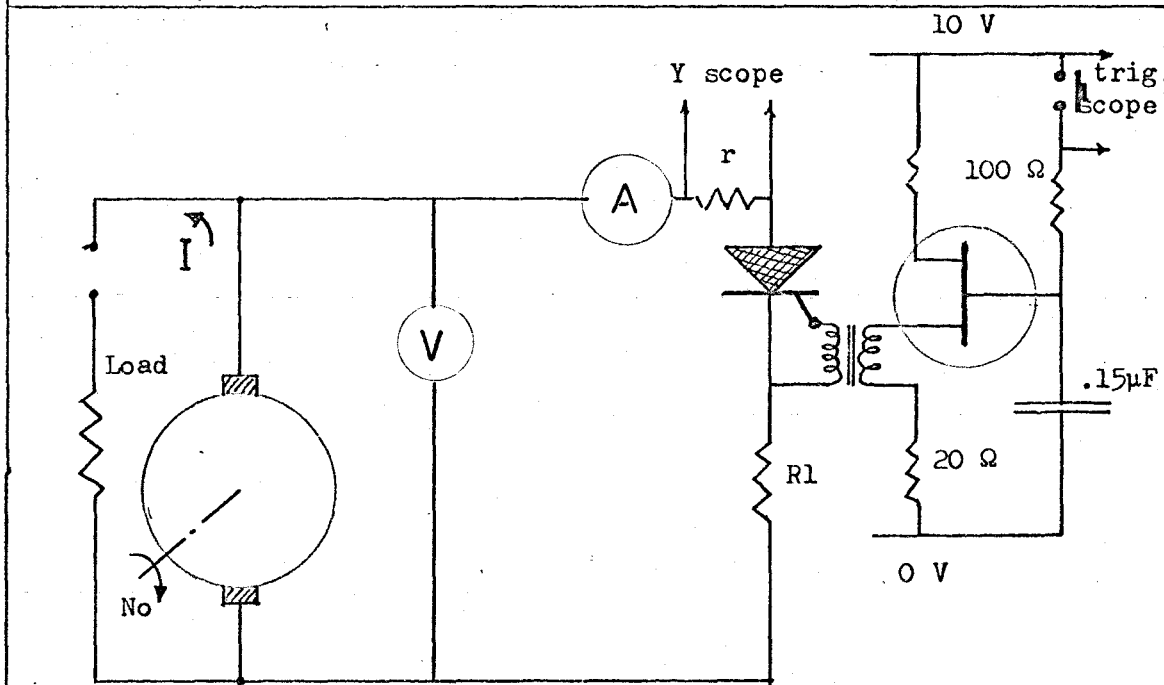 10 V
Y scope
trig
scope
r
100 Ω
A
I
V
Load
.15μF
R1
20 Ω
No
0 V